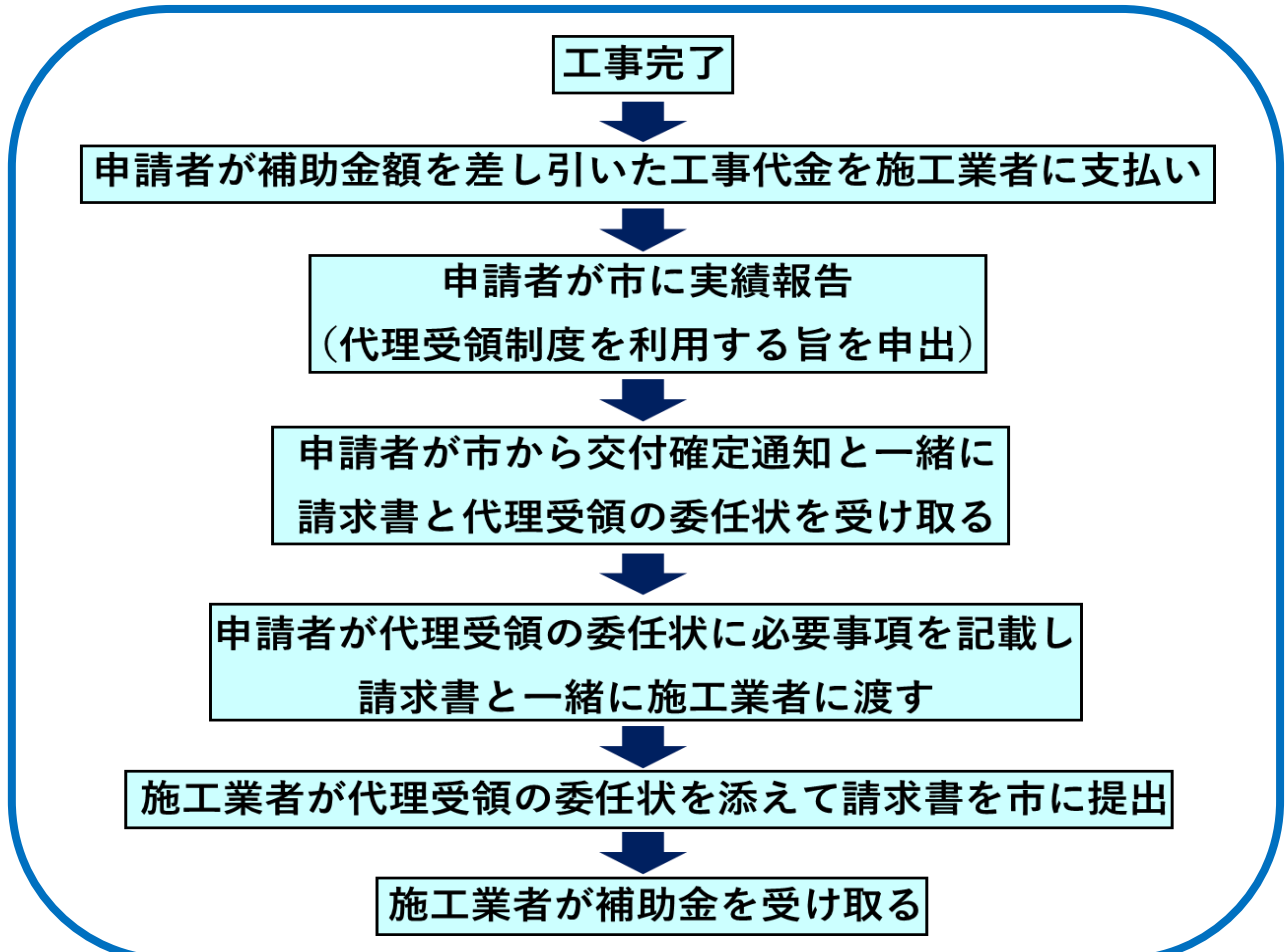 工事完了
申請者が補助金額を差し引いた工事代金を施工業者に支払い
申請者が市に実績報告
（代理受領制度を利用する旨を申出）
申請者が市から交付確定通知と一緒に
請求書と代理受領の委任状を受け取る
申請者が代理受領の委任状に必要事項を記載し
請求書と一緒に施工業者に渡す
施工業者が代理受領の委任状を添えて請求書を市に提出
施工業者が補助金を受け取る